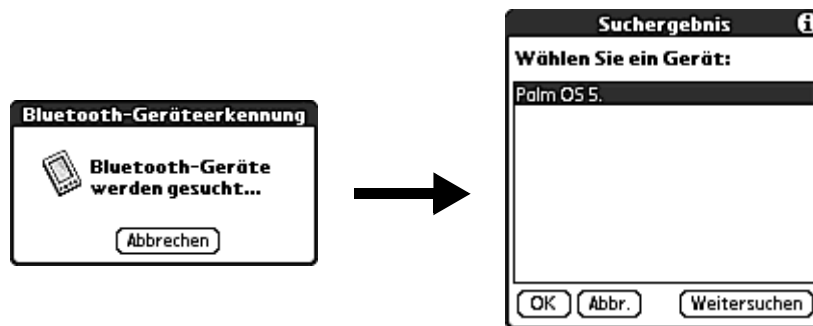 Bluetooth-Geräteerkennung
Bluetooth-Geräte
werden gesucht...
Abbrechen
Suchergebnis
i
Wählen Sie ein Gerät:
Palm OS 5.
OK Abbr. Weitersuchen